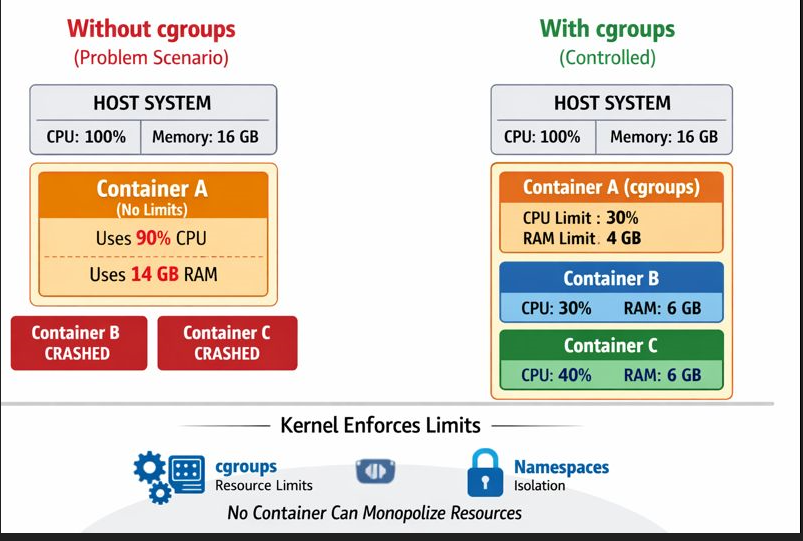 Without cgroups
(Problem Scenario)
HOST SYSTEM
CPU: 100% Memory: 16 GB
Container A
(No Limits)
Uses 90% CPU
Uses 14 GB RAM
Container B
CRASHED
Container C
CRASHED
With cgroups
(Controlled)
HOST SYSTEM
CPU: 100% Memory: 16 GB
Container A (cgroups)
CPU Limit : 30%
RAM Limit. 4 GB
Container B
CPU: 30% RAM: 6 GB
Container C
CPU: 40% RAM: 6 GB
Kernel Enforces Limits
cgroups
Resource Limits
Namespaces
Isolation
No Container Can Monopolize Resources